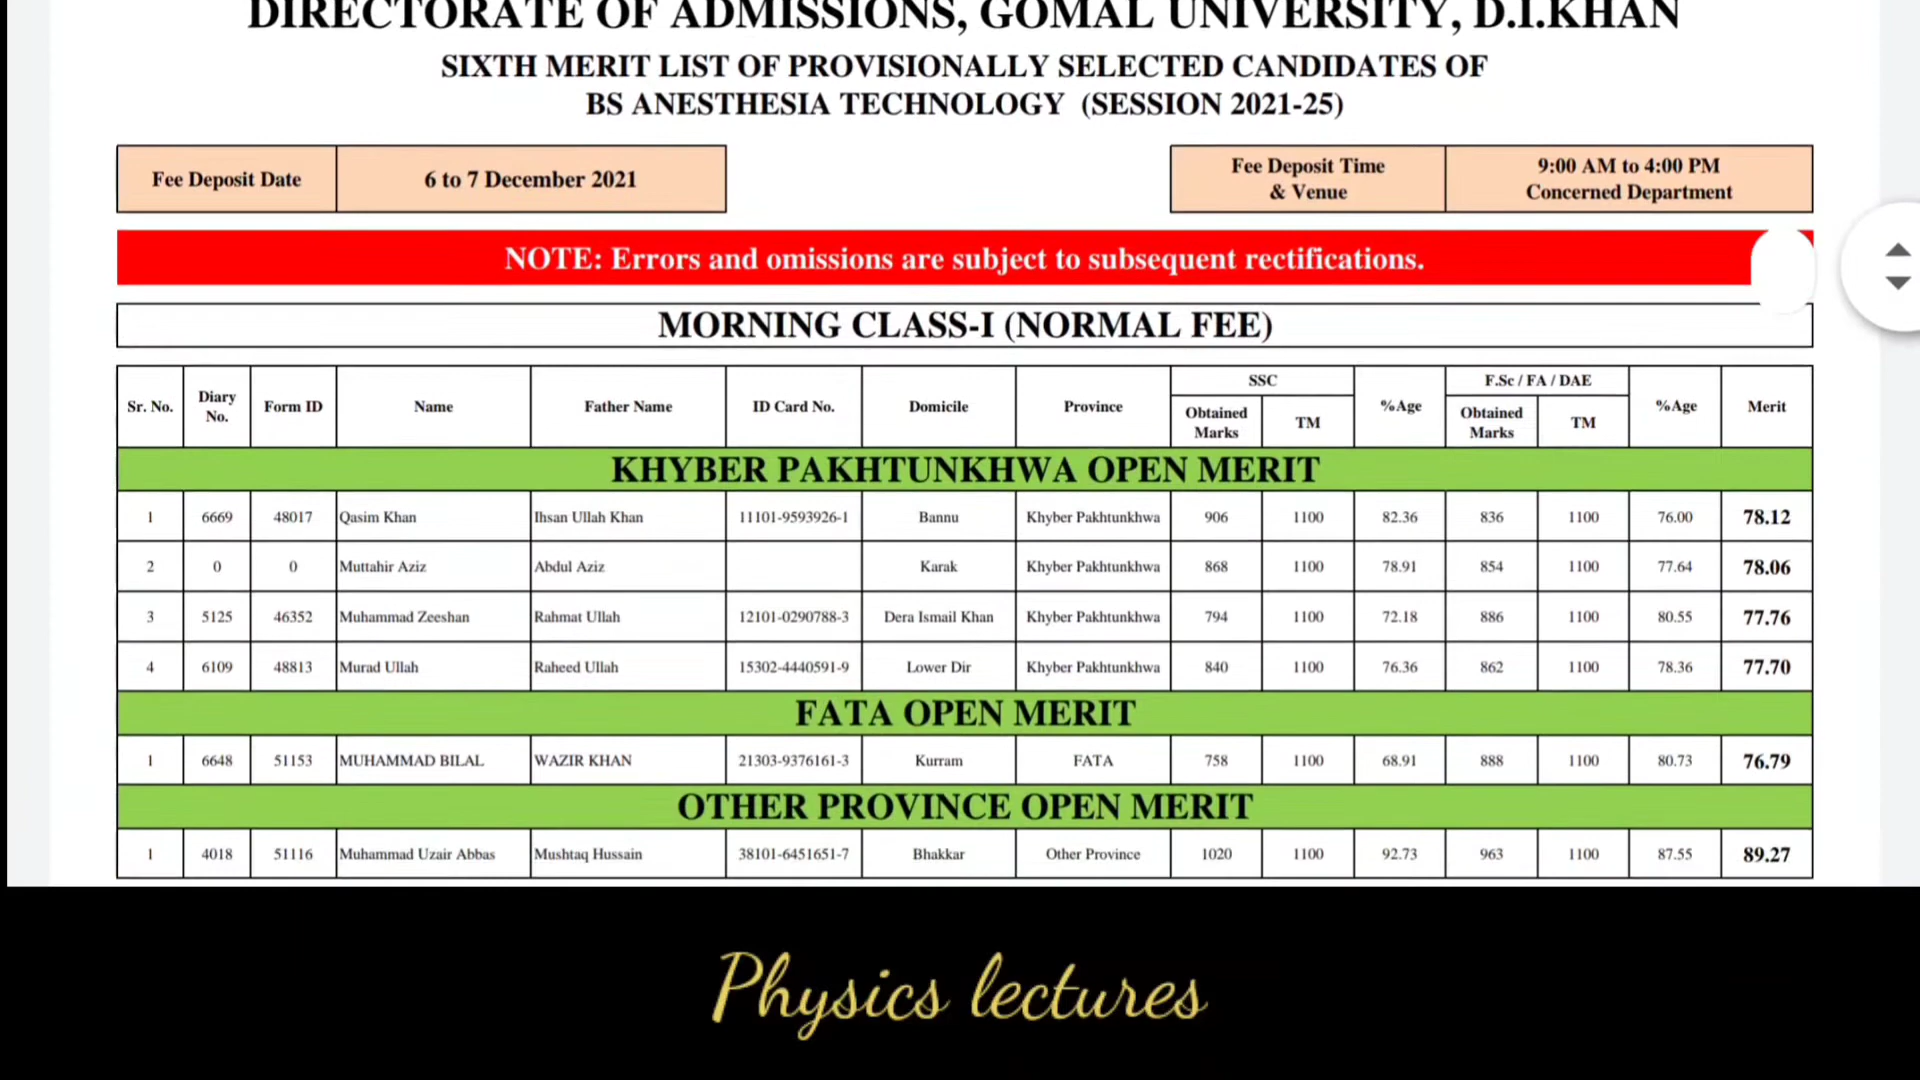 DIRECTORATE OF ADMISSIONS, GOMAL UNIVERSITY, D.I.KHAN
SIXTH MERIT LIST OF PROVISIONALLY SELECTED CANDIDATES OF
BS ANESTHESIA TECHNOLOGY (SESSION 2021-25)
Fee Deposit Date 6 to 7 December 2021
Fee Deposit Time & Venue 9:00 AM to 4:00 PM Concerned Department
NOTE: Errors and omissions are subject to subsequent rectifications.
MORNING CLASS-I (NORMAL FEE)
Sr. No. Diary No. Form ID Name Father Name ID Card No. Domicile Province SSC Obtained Marks TM %Age F.Sc / FA / DAE Obtained Marks TM %Age Merit
KHYBER PAKHTUNKHWA OPEN MERIT
1 6669 48017 Qasim Khan Ihsan Ullah Khan 11101-9593926-1 Bannu Khyber Pakhtunkhwa 906 1100 82.36 836 1100 76.00 78.12
2 0 0 Muttahir Aziz Abdul Aziz Karak Khyber Pakhtunkhwa 868 1100 78.91 854 1100 77.64 78.06
3 5125 46352 Muhammad Zeeshan Rahmat Ullah 12101-0290788-3 Dera Ismail Khan Khyber Pakhtunkhwa 794 1100 72.18 886 1100 80.55 77.76
4 6109 48813 Murad Ullah Raheed Ullah 15302-4440591-9 Lower Dir Khyber Pakhtunkhwa 840 1100 76.36 862 1100 78.36 77.70
FATA OPEN MERIT
1 6648 51153 MUHAMMAD BILAL WAZIR KHAN 21303-9376161-3 Kurram FATA 758 1100 68.91 888 1100 80.73 76.79
OTHER PROVINCE OPEN MERIT
1 4018 51116 Muhammad Uzair Abbas Mushtaq Hussain 38101-6451651-7 Bhakkar Other Province 1020 1100 92.73 963 1100 87.55 89.27
Physics lectures